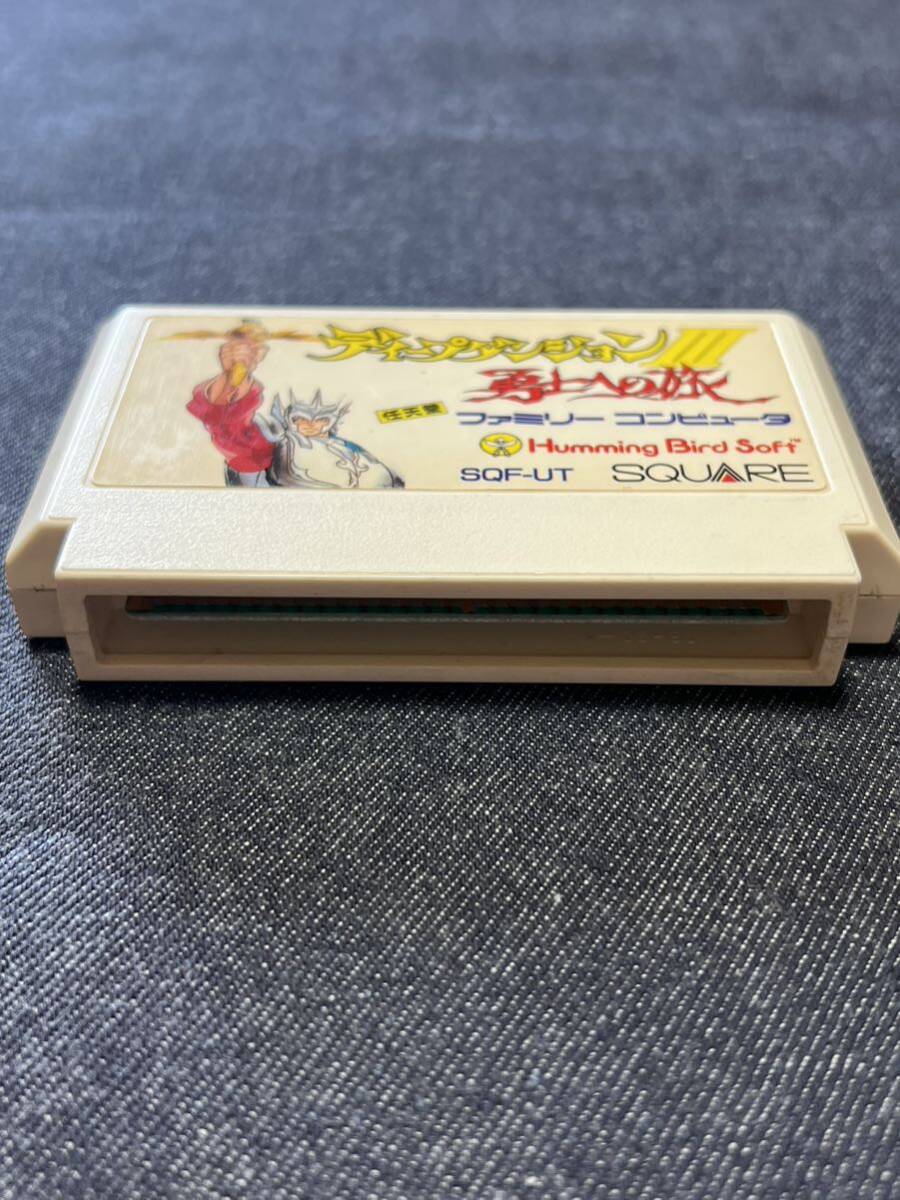 ディープダンジョンIII
勇士への旅
任天堂
ファミリー コンピュータ
Humming Bird Soft™
SQF-UT SQUARE